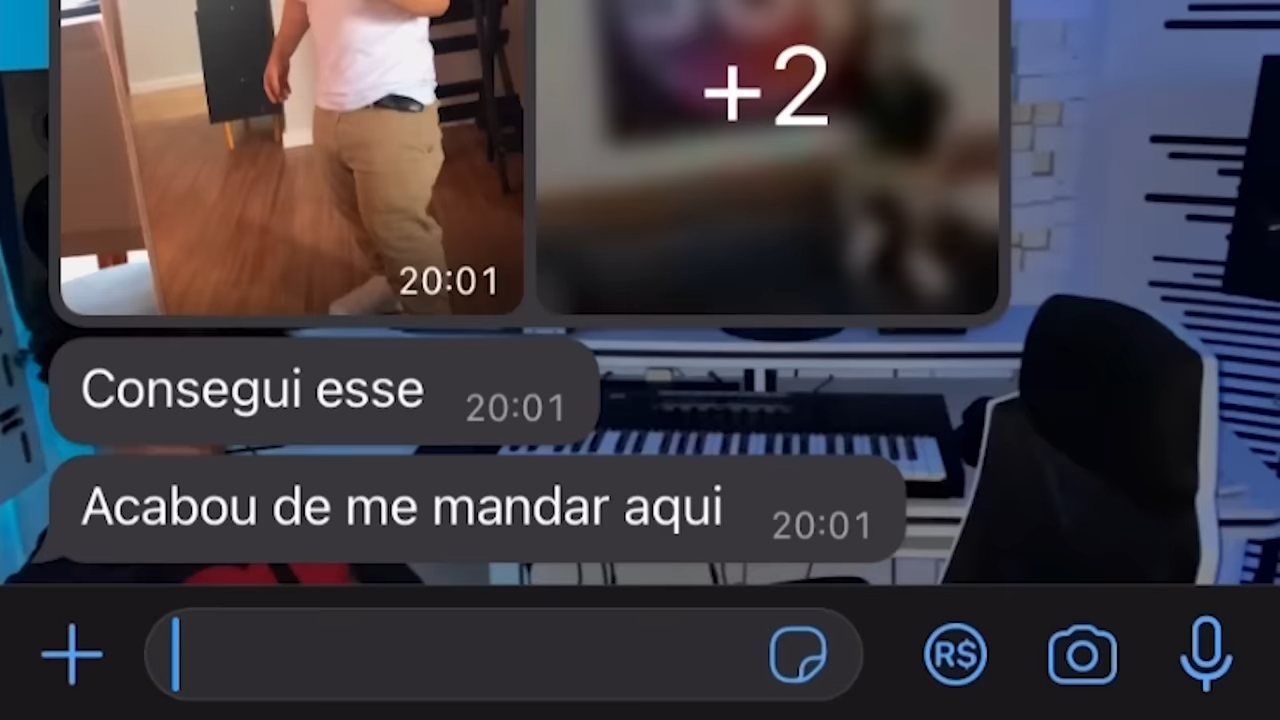 +2
20:01
Consegui esse 20:01
Acabou de me mandar aqui 20:01
R$